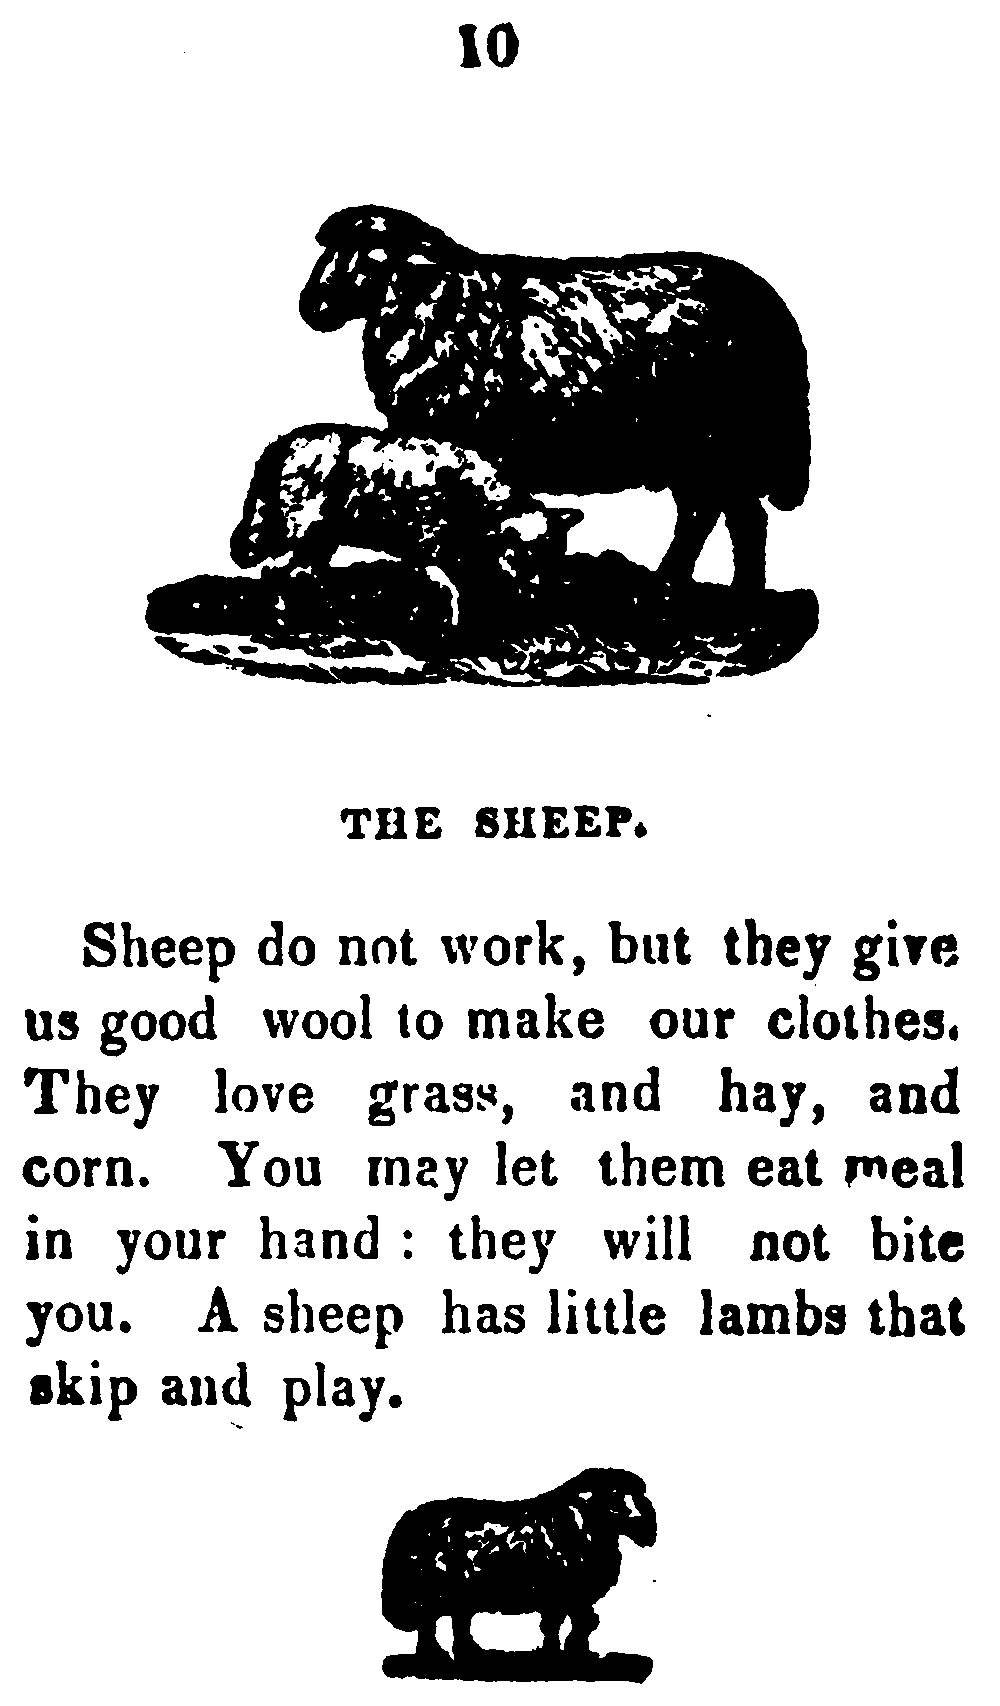 10
THE SHEEP.
Sheep do not work, but they give
us good wool to make our clothes.
They love grass, and hay, and
corn. You may let them eat meal
in your hand : they will not bite
you. A sheep has little lambs that
skip and play.